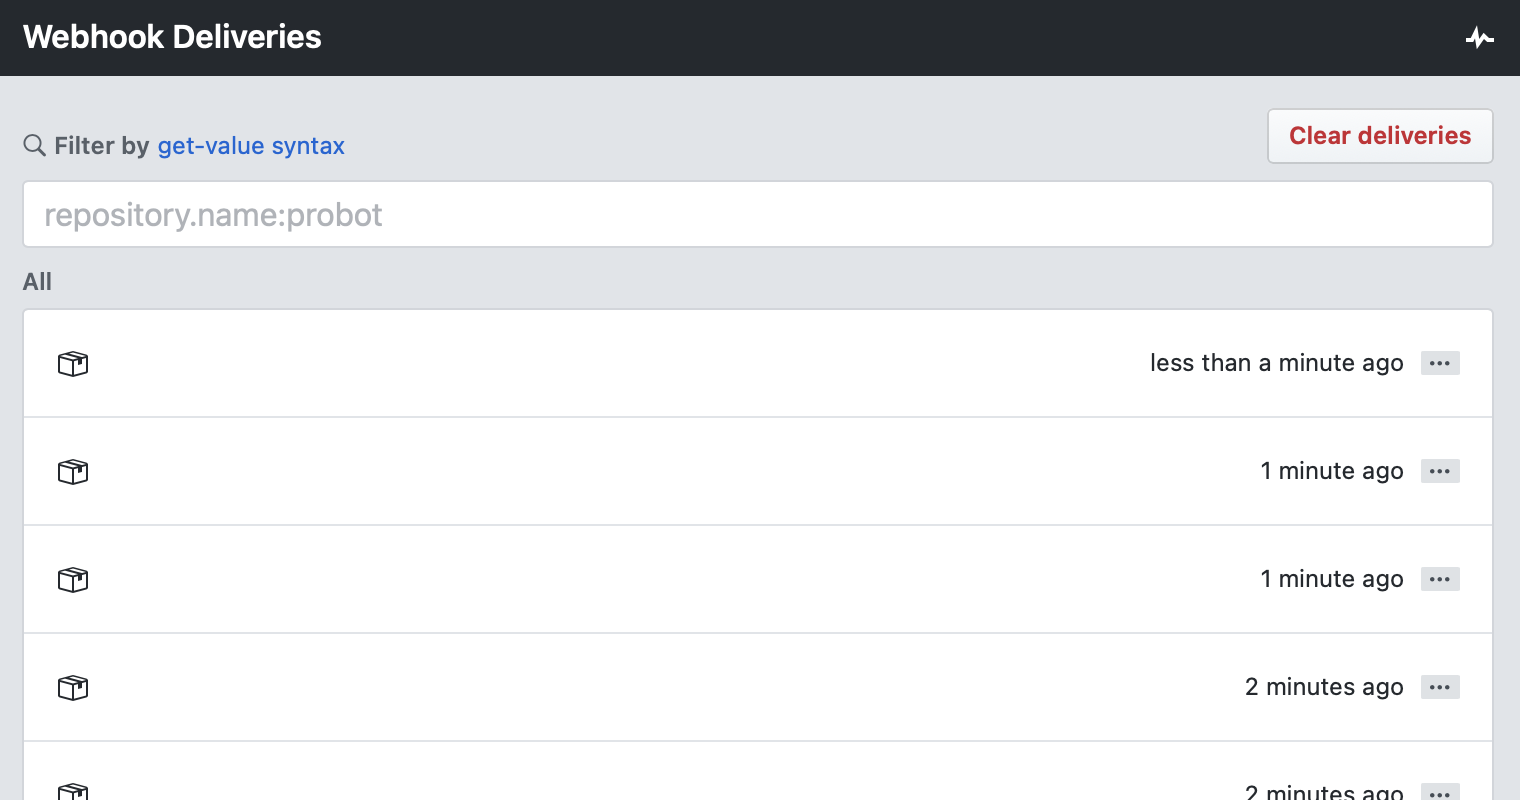 Webhook Deliveries
Filter by get-value syntax
Clear deliveries
repository.name:probot
All
less than a minute ago
1 minute ago
1 minute ago
2 minutes ago
2 minutes ago